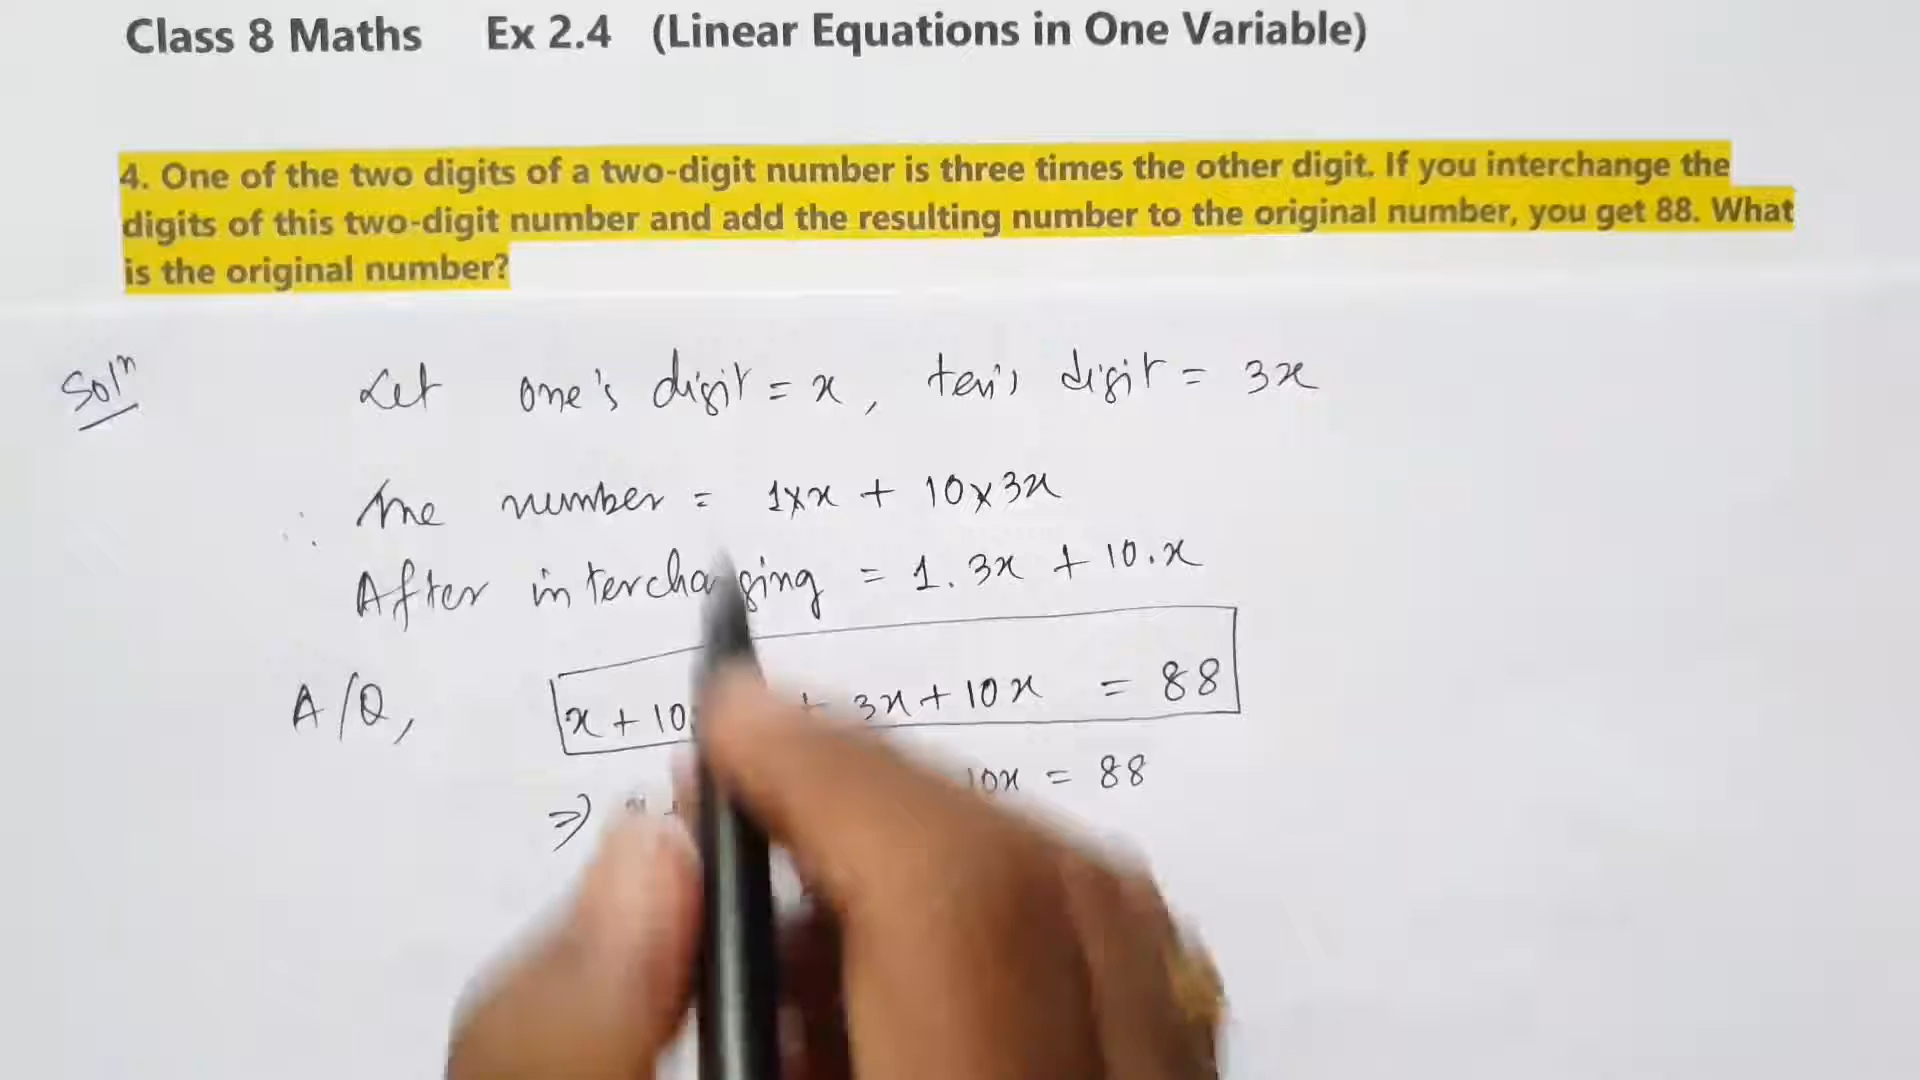 Class 8 Maths Ex 2.4 (Linear Equations in One Variable)
4. One of the two digits of a two-digit number is three times the other digit. If you interchange the
digits of this two-digit number and add the resulting number to the original number, you get 88. What
is the original number?
Solⁿ Let one's digit = x, ten's digit = 3x
∴ The number = 1×x + 10×3x
After interchanging = 1.3x + 10.x
A/Q, x + 10 + 3x + 10x = 88
⇒ 10x = 88